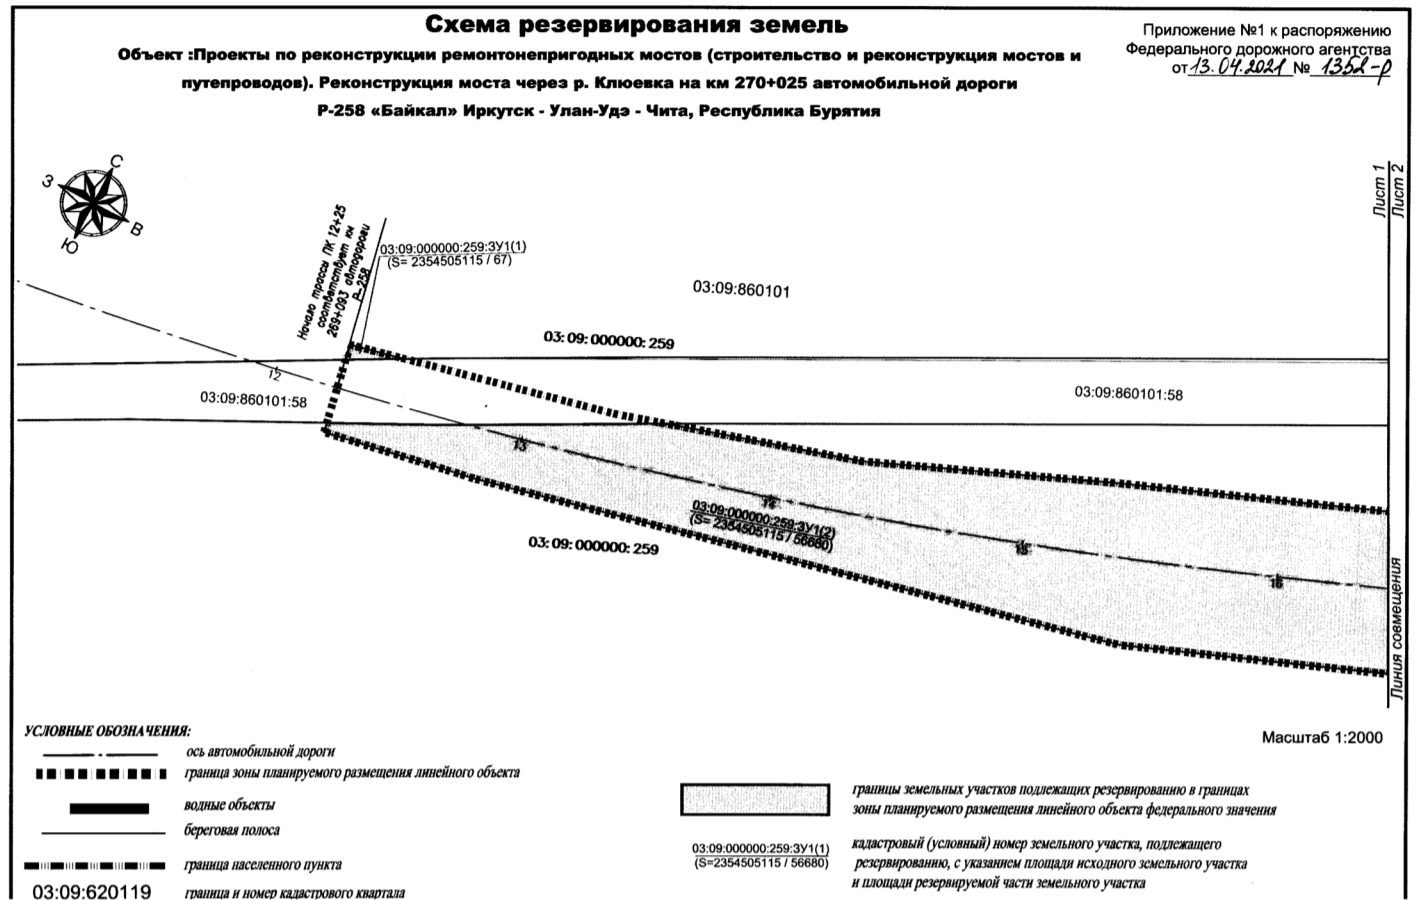 Схема резервирования земель
Объект :Проекты по реконструкции ремонтонепригодных мостов (строительство и реконструкция мостов и
путепроводов). Реконструкция моста через р. Клюевка на км 270+025 автомобильной дороги
Р-258 «Байкал» Иркутск - Улан-Удэ - Чита, Республика Бурятия
Приложение №1 к распоряжению
Федерального дорожного агентства
от 13.04.2021 № 1352-р
С
З
В
Ю
Лист 1
Лист 2
Начало трассы ПК 12+25
соответствует км
269+093 автодороги
Р-258
03:09:000000:259:ЗУ1(1)
(S= 2354505115 / 67)
03:09:860101
03:09:000000:259
12
03:09:860101:58
03:09:860101:58
13
14
03:09:000000:259:ЗУ1(2)
(S= 2354505115 / 56680)
03:09:000000:259
15
16
Линия совмещения
Масштаб 1:2000
УСЛОВНЫЕ ОБОЗНАЧЕНИЯ:
ось автомобильной дороги
граница зоны планируемого размещения линейного объекта
водные объекты
береговая полоса
граница населенного пункта
03:09:620119
граница и номер кадастрового квартала
границы земельных участков подлежащих резервированию в границах
зоны планируемого размещения линейного объекта федерального значения
03:09:000000:259:ЗУ1(1)
(S=2354505115 / 56680)
кадастровый (условный) номер земельного участка, подлежащего
резервированию, с указанием площади исходного земельного участка
и площади резервируемой части земельного участка